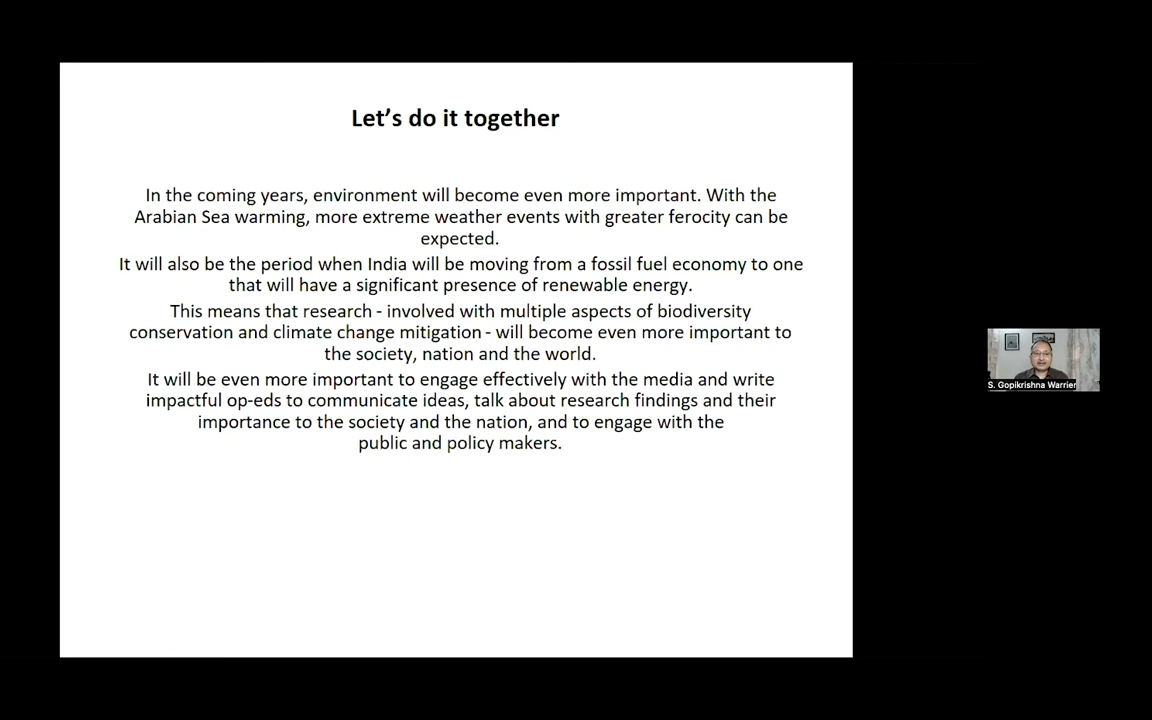 Let's do it together
In the coming years, environment will become even more important. With the
Arabian Sea warming, more extreme weather events with greater ferocity can be
expected.
It will also be the period when India will be moving from a fossil fuel economy to one
that will have a significant presence of renewable energy.
This means that research - involved with multiple aspects of biodiversity
conservation and climate change mitigation - will become even more important to
the society, nation and the world.
It will be even more important to engage effectively with the media and write
impactful op-eds to communicate ideas, talk about research findings and their
importance to the society and the nation, and to engage with the
public and policy makers.
S. Gopikrishna Warrier